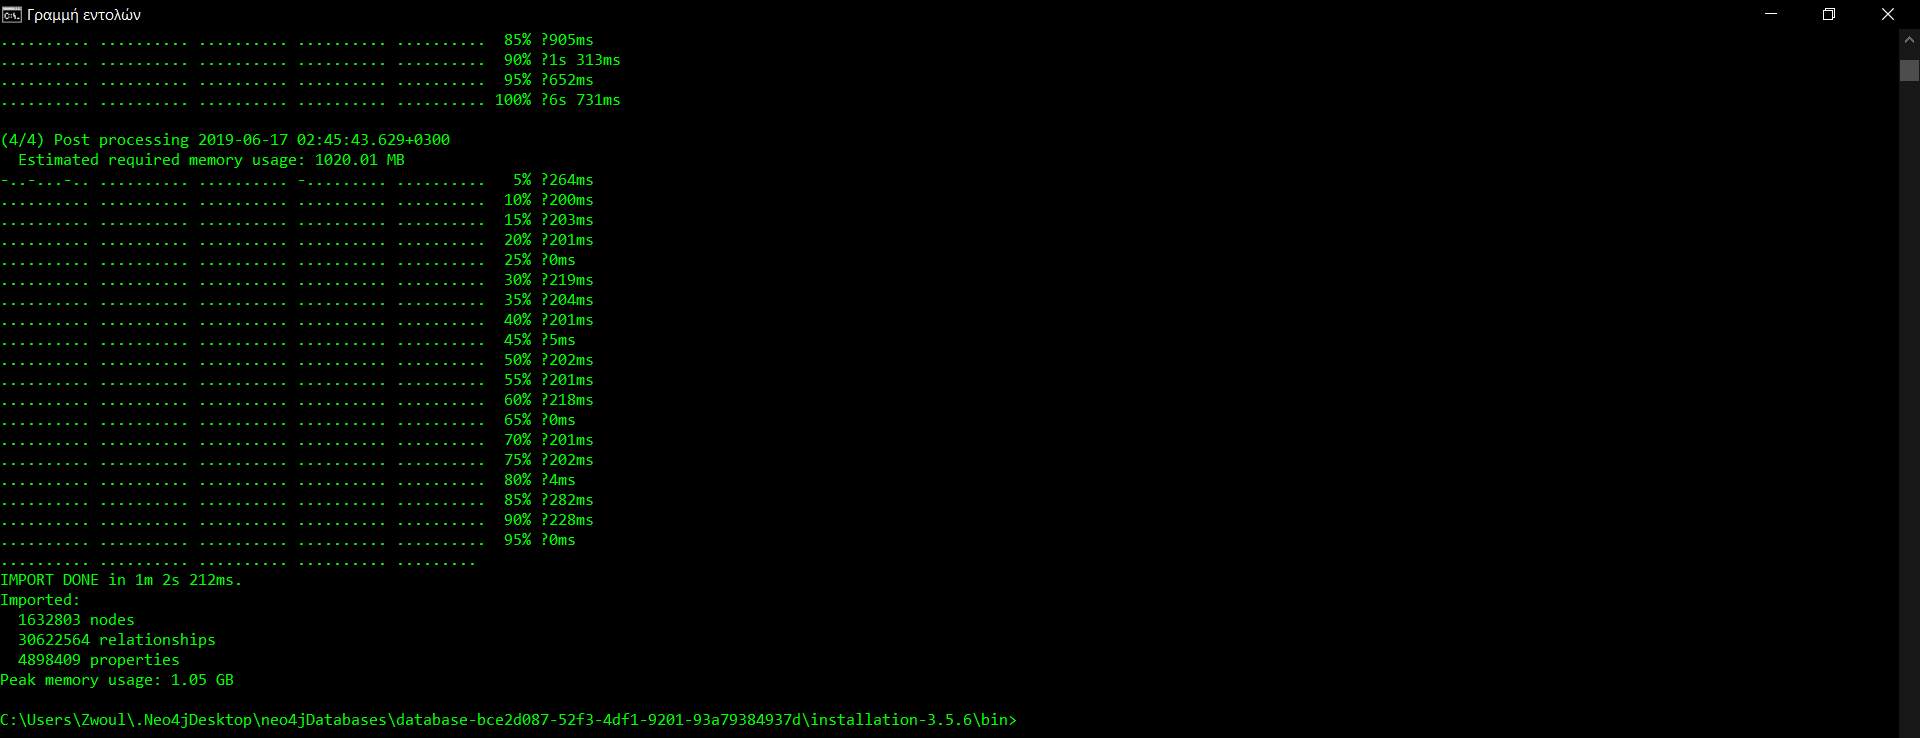 Γραμμή εντολών
.......... .......... .......... .......... ..........  85% ?905ms
.......... .......... .......... .......... ..........  90% ?1s 313ms
.......... .......... .......... .......... ..........  95% ?652ms
.......... .......... .......... .......... .......... 100% ?6s 731ms
(4/4) Post processing 2019-06-17 02:45:43.629+0300
  Estimated required memory usage: 1020.01 MB
-..-...-.. .......... .......... -......... ..........   5% ?264ms
.......... .......... .......... .......... ..........  10% ?200ms
.......... .......... .......... .......... ..........  15% ?203ms
.......... .......... .......... .......... ..........  20% ?201ms
.......... .......... .......... .......... ..........  25% ?0ms
.......... .......... .......... .......... ..........  30% ?219ms
.......... .......... .......... .......... ..........  35% ?204ms
.......... .......... .......... .......... ..........  40% ?201ms
.......... .......... .......... .......... ..........  45% ?5ms
.......... .......... .......... .......... ..........  50% ?202ms
.......... .......... .......... .......... ..........  55% ?201ms
.......... .......... .......... .......... ..........  60% ?218ms
.......... .......... .......... .......... ..........  65% ?0ms
.......... .......... .......... .......... ..........  70% ?201ms
.......... .......... .......... .......... ..........  75% ?202ms
.......... .......... .......... .......... ..........  80% ?4ms
.......... .......... .......... .......... ..........  85% ?282ms
.......... .......... .......... .......... ..........  90% ?228ms
.......... .......... .......... .......... ..........  95% ?0ms
.......... .......... .......... .......... .........
IMPORT DONE in 1m 2s 212ms.
Imported:
  1632803 nodes
  30622564 relationships
  4898409 properties
Peak memory usage: 1.05 GB
C:\Users\Zwoul\.Neo4jDesktop\neo4jDatabases\database-bce2d087-52f3-4df1-9201-93a79384937d\installation-3.5.6\bin>